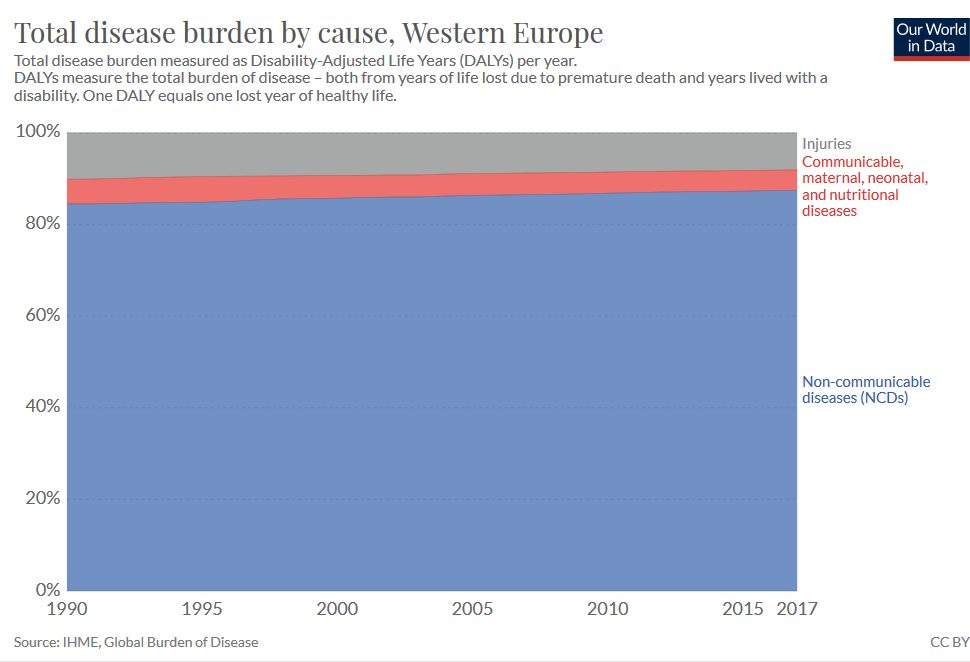 Total disease burden by cause, Western Europe
Our World
in Data
Total disease burden measured as Disability-Adjusted Life Years (DALYs) per year.
DALYs measure the total burden of disease – both from years of life lost due to premature death and years lived with a
disability. One DALY equals one lost year of healthy life.
100%
80%
60%
40%
20%
0%
Injuries
Communicable,
maternal, neonatal,
and nutritional
diseases
Non-communicable
diseases (NCDs)
1990 1995 2000 2005 2010 2015 2017
Source: IHME, Global Burden of Disease
CC BY